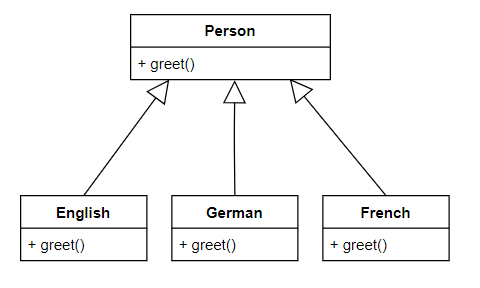 Person
+ greet()
English
+ greet()
German
+ greet()
French
+ greet()